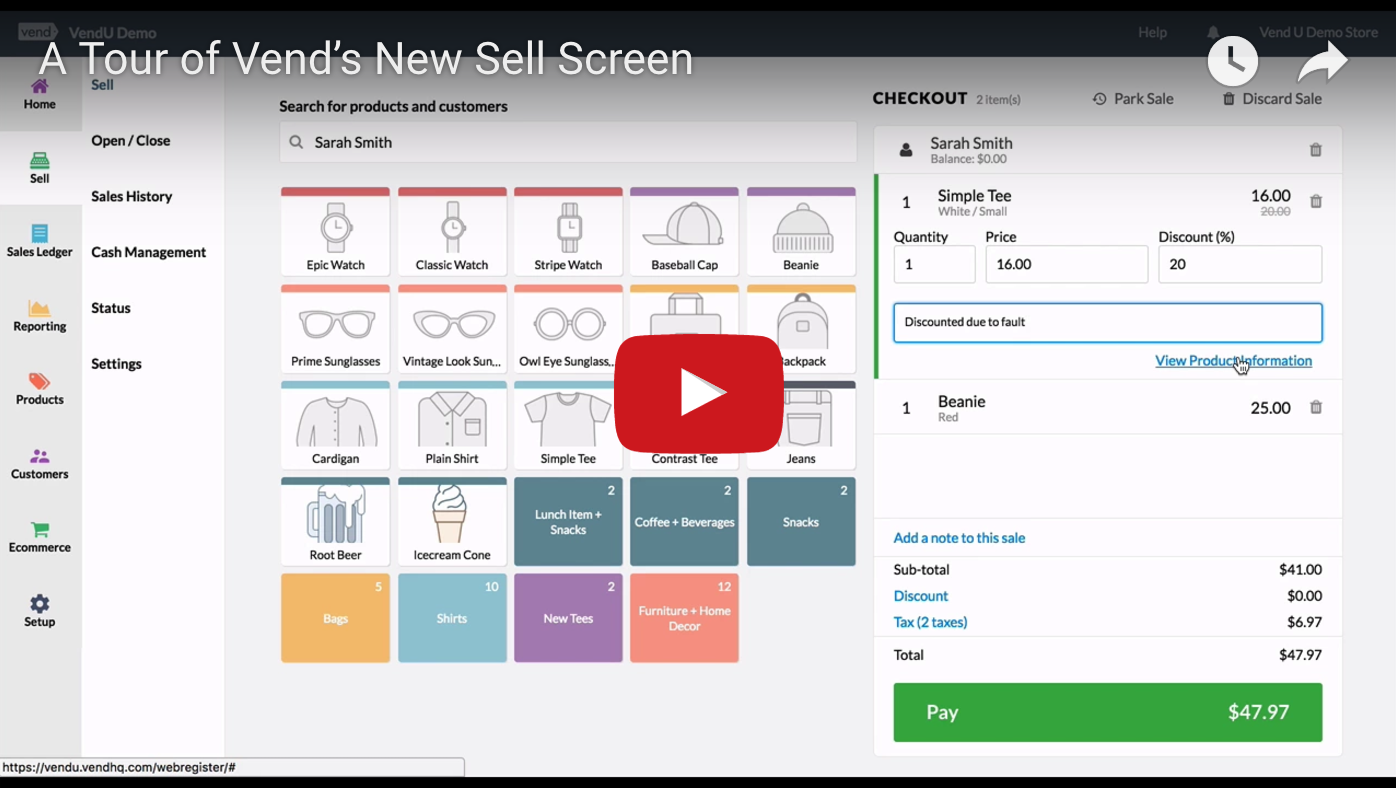 vend VendU Demo
Help
Vend U Demo Store
A Tour of Vend’s New Sell Screen
Home
Sell
Sales Ledger
Reporting
Products
Customers
Ecommerce
Setup
Sell
Open / Close
Sales History
Cash Management
Status
Settings
Search for products and customers
Sarah Smith
Epic Watch
Classic Watch
Stripe Watch
Baseball Cap
Beanie
Prime Sunglasses
Vintage Look Sun...
Owl Eye Sunglass...
Cardigan
Plain Shirt
Simple Tee
Contrast Tee
Jeans
Root Beer
Icecream Cone
2
Lunch Item +
Snacks
2
Coffee + Beverages
2
Snacks
5
Bags
10
Shirts
2
New Tees
12
Furniture + Home
Decor
CHECKOUT 2 item(s)
Park Sale
Discard Sale
Sarah Smith
Balance: $0.00
1 Simple Tee 16.00
White / Small 20.00
Quantity Price Discount (%)
1 16.00 20
Discounted due to fault
View Product Information
1 Beanie 25.00
Red
Add a note to this sale
Sub-total $41.00
Discount $0.00
Tax (2 taxes) $6.97
Total $47.97
Pay $47.97
https://vendu.vendhq.com/webregister/#